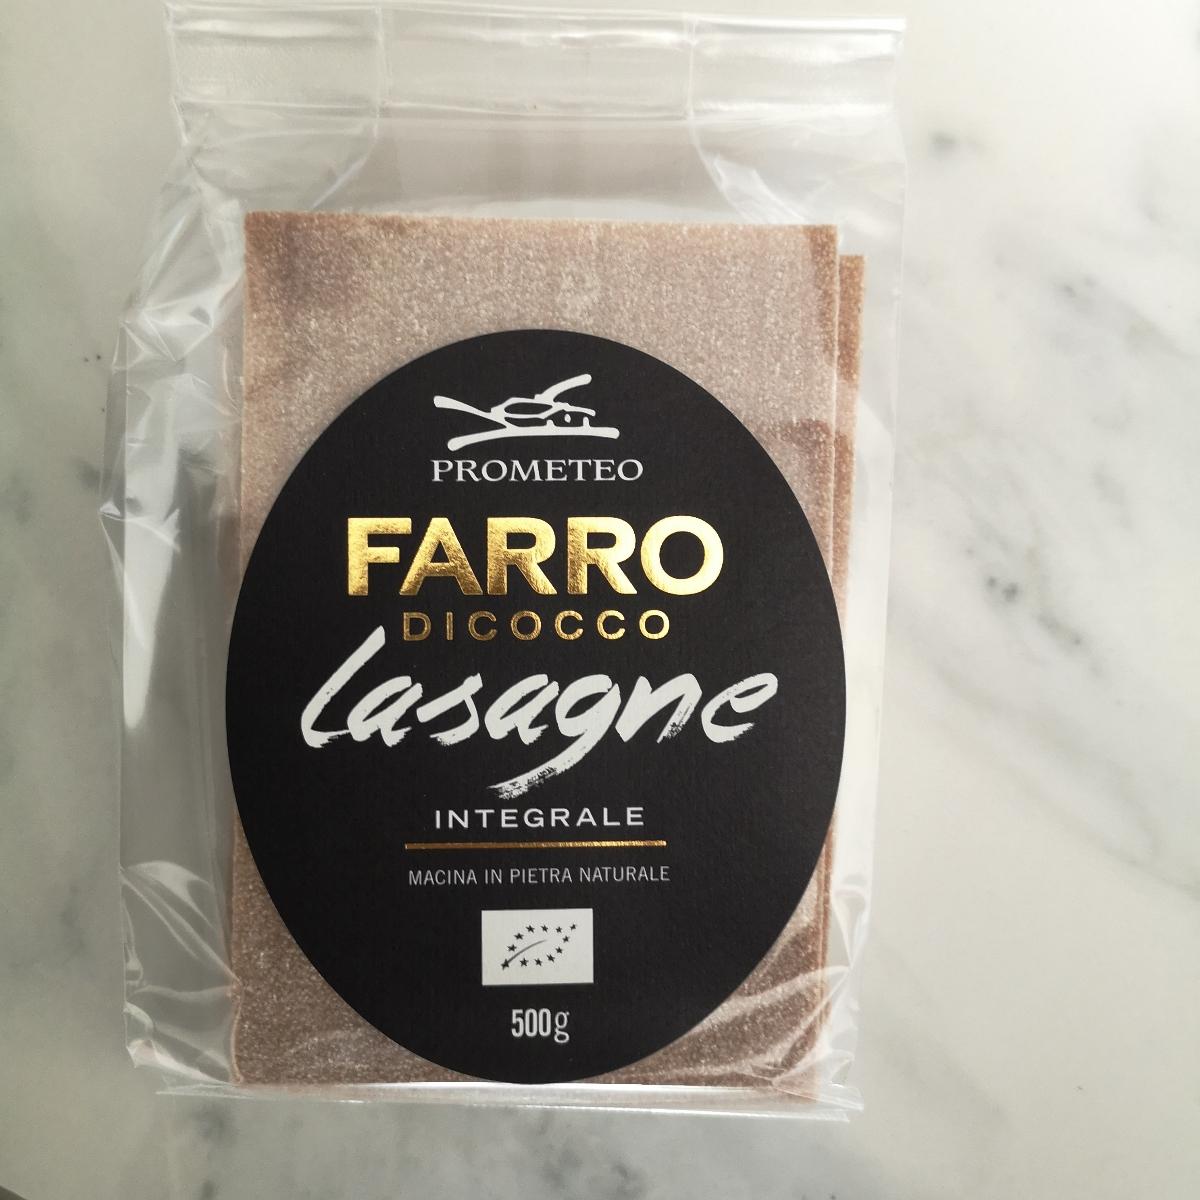 PROMETEO
FARRO
DICOCCO
Lasagne
INTEGRALE
MACINA IN PIETRA NATURALE
500g